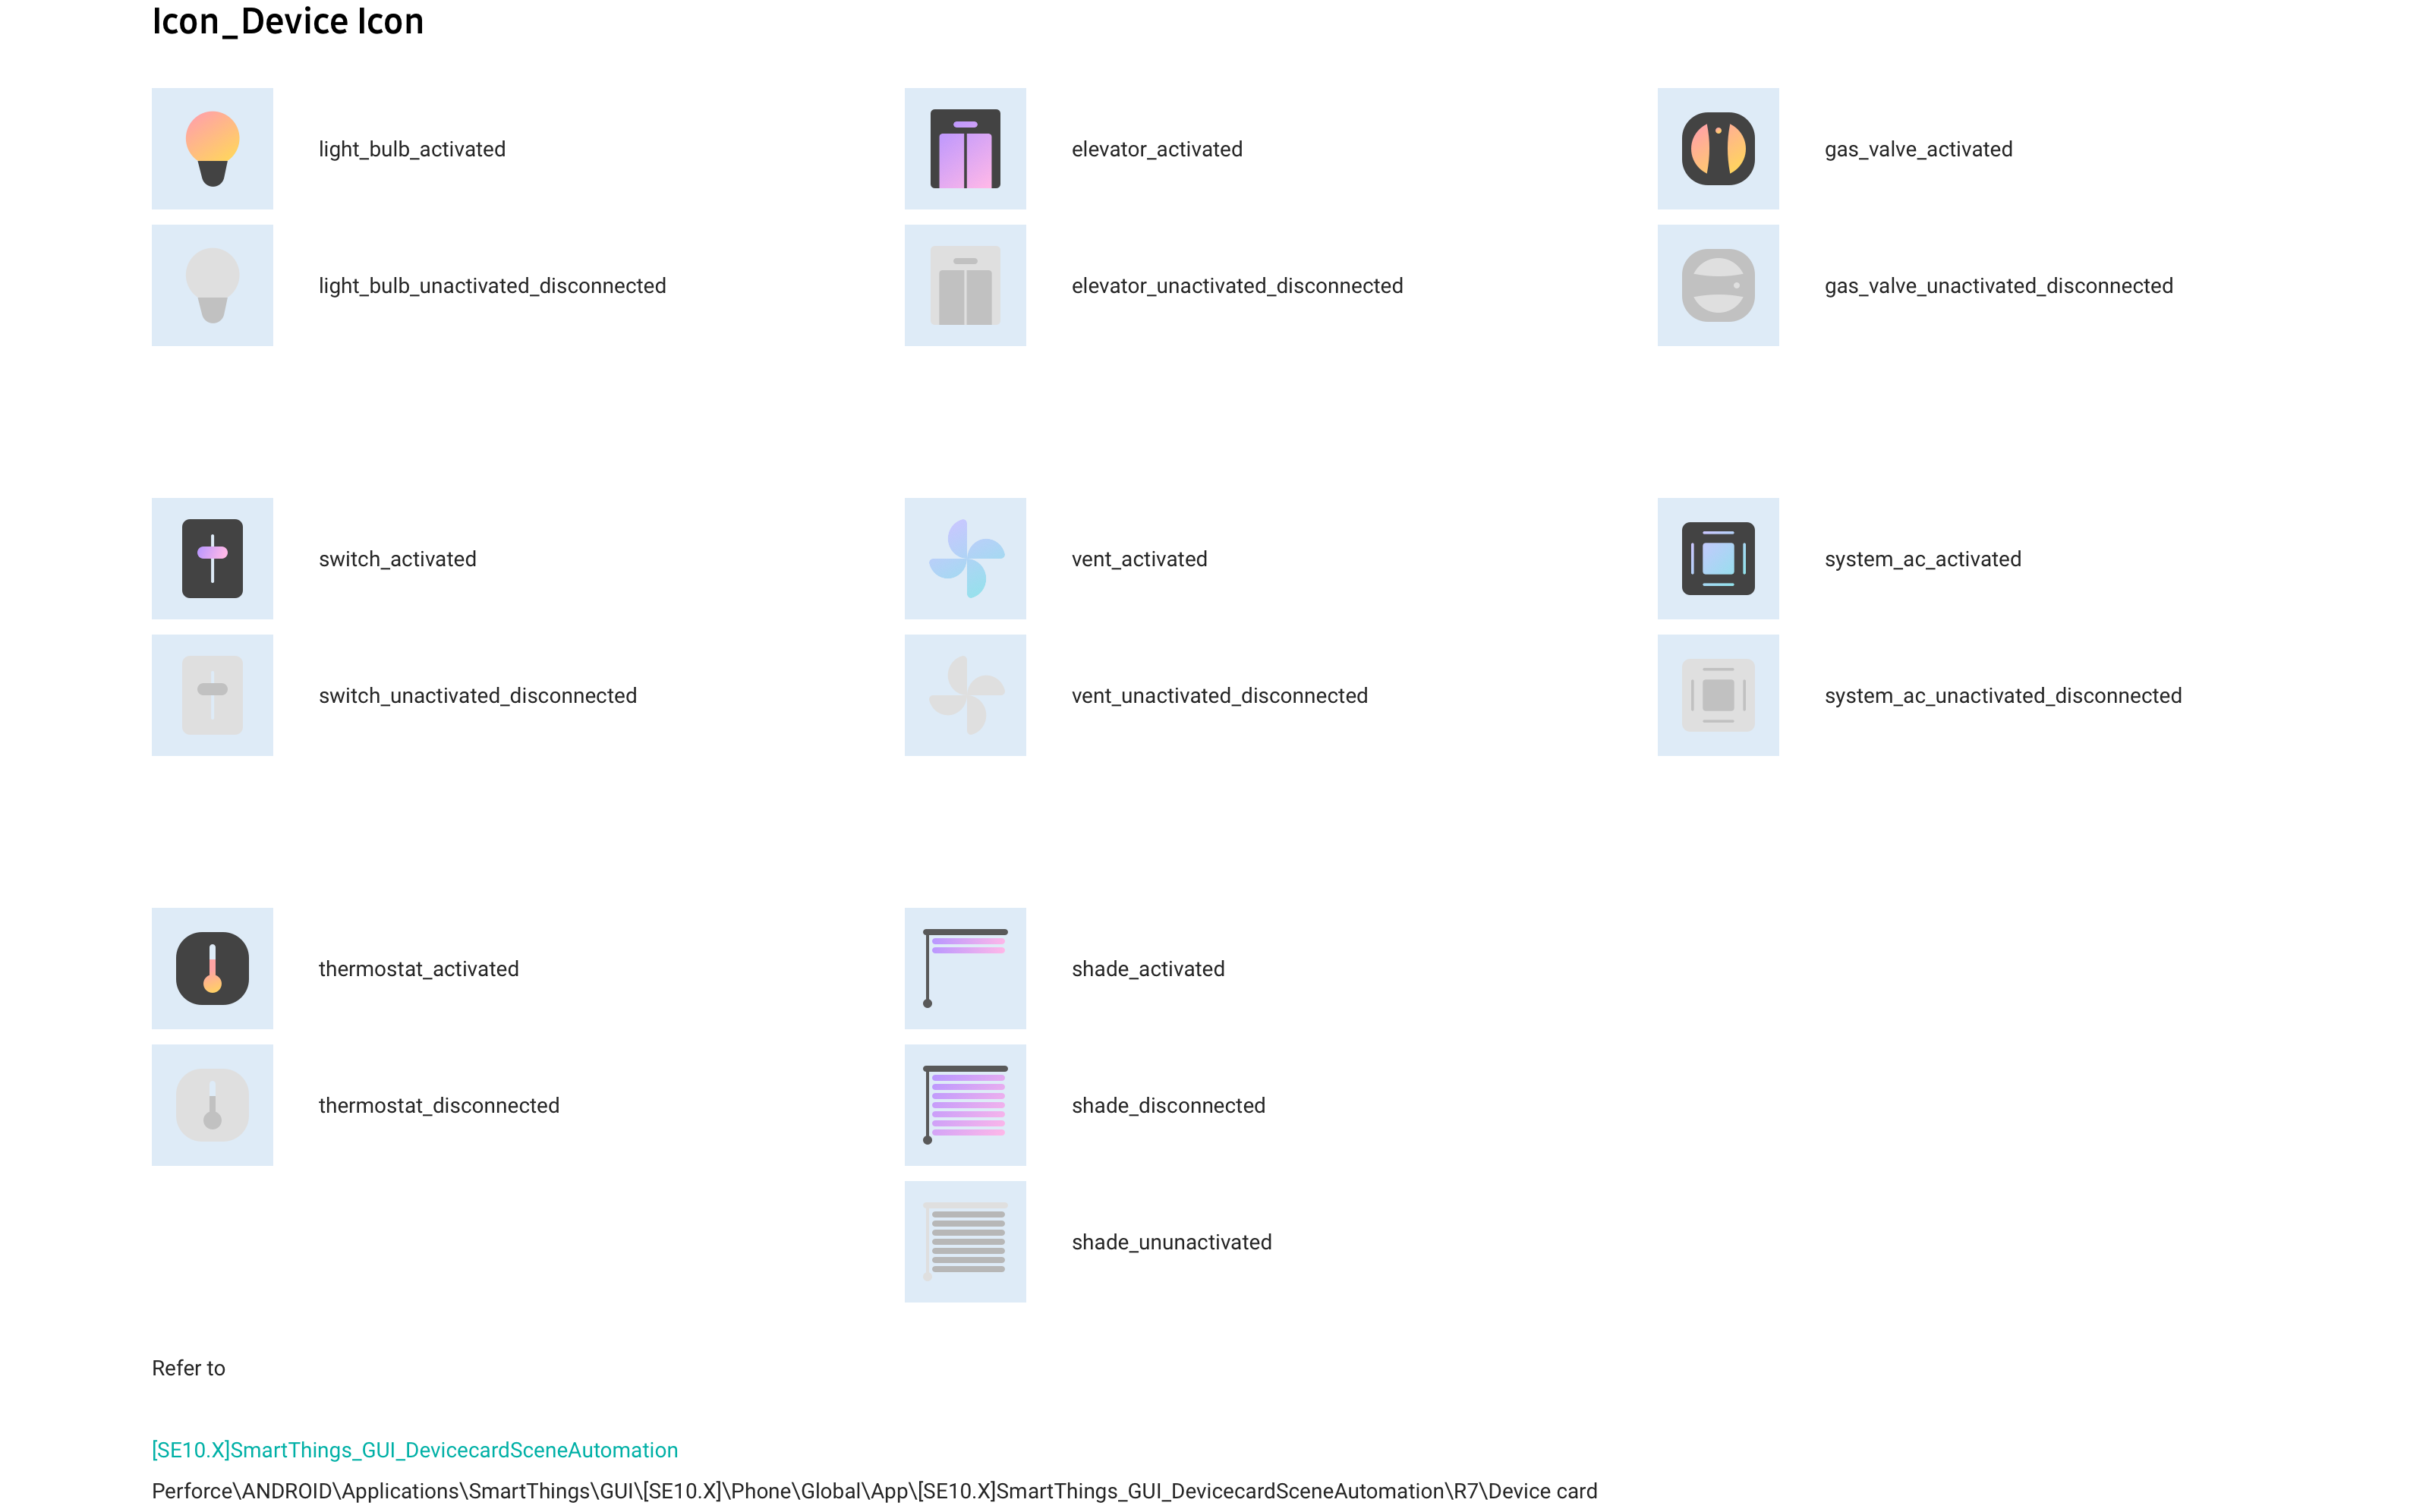 Icon_Device Icon
light_bulb_activated
elevator_activated
gas_valve_activated
light_bulb_unactivated_disconnected
elevator_unactivated_disconnected
gas_valve_unactivated_disconnected
switch_activated
vent_activated
system_ac_activated
switch_unactivated_disconnected
vent_unactivated_disconnected
system_ac_unactivated_disconnected
thermostat_activated
shade_activated
thermostat_disconnected
shade_disconnected
shade_ununactivated
Refer to
[SE10.X]SmartThings_GUI_DevicecardSceneAutomation
Perforce\ANDROID\Applications\SmartThings\GUI\[SE10.X]\Phone\Global\App\[SE10.X]SmartThings_GUI_DevicecardSceneAutomation\R7\Device card